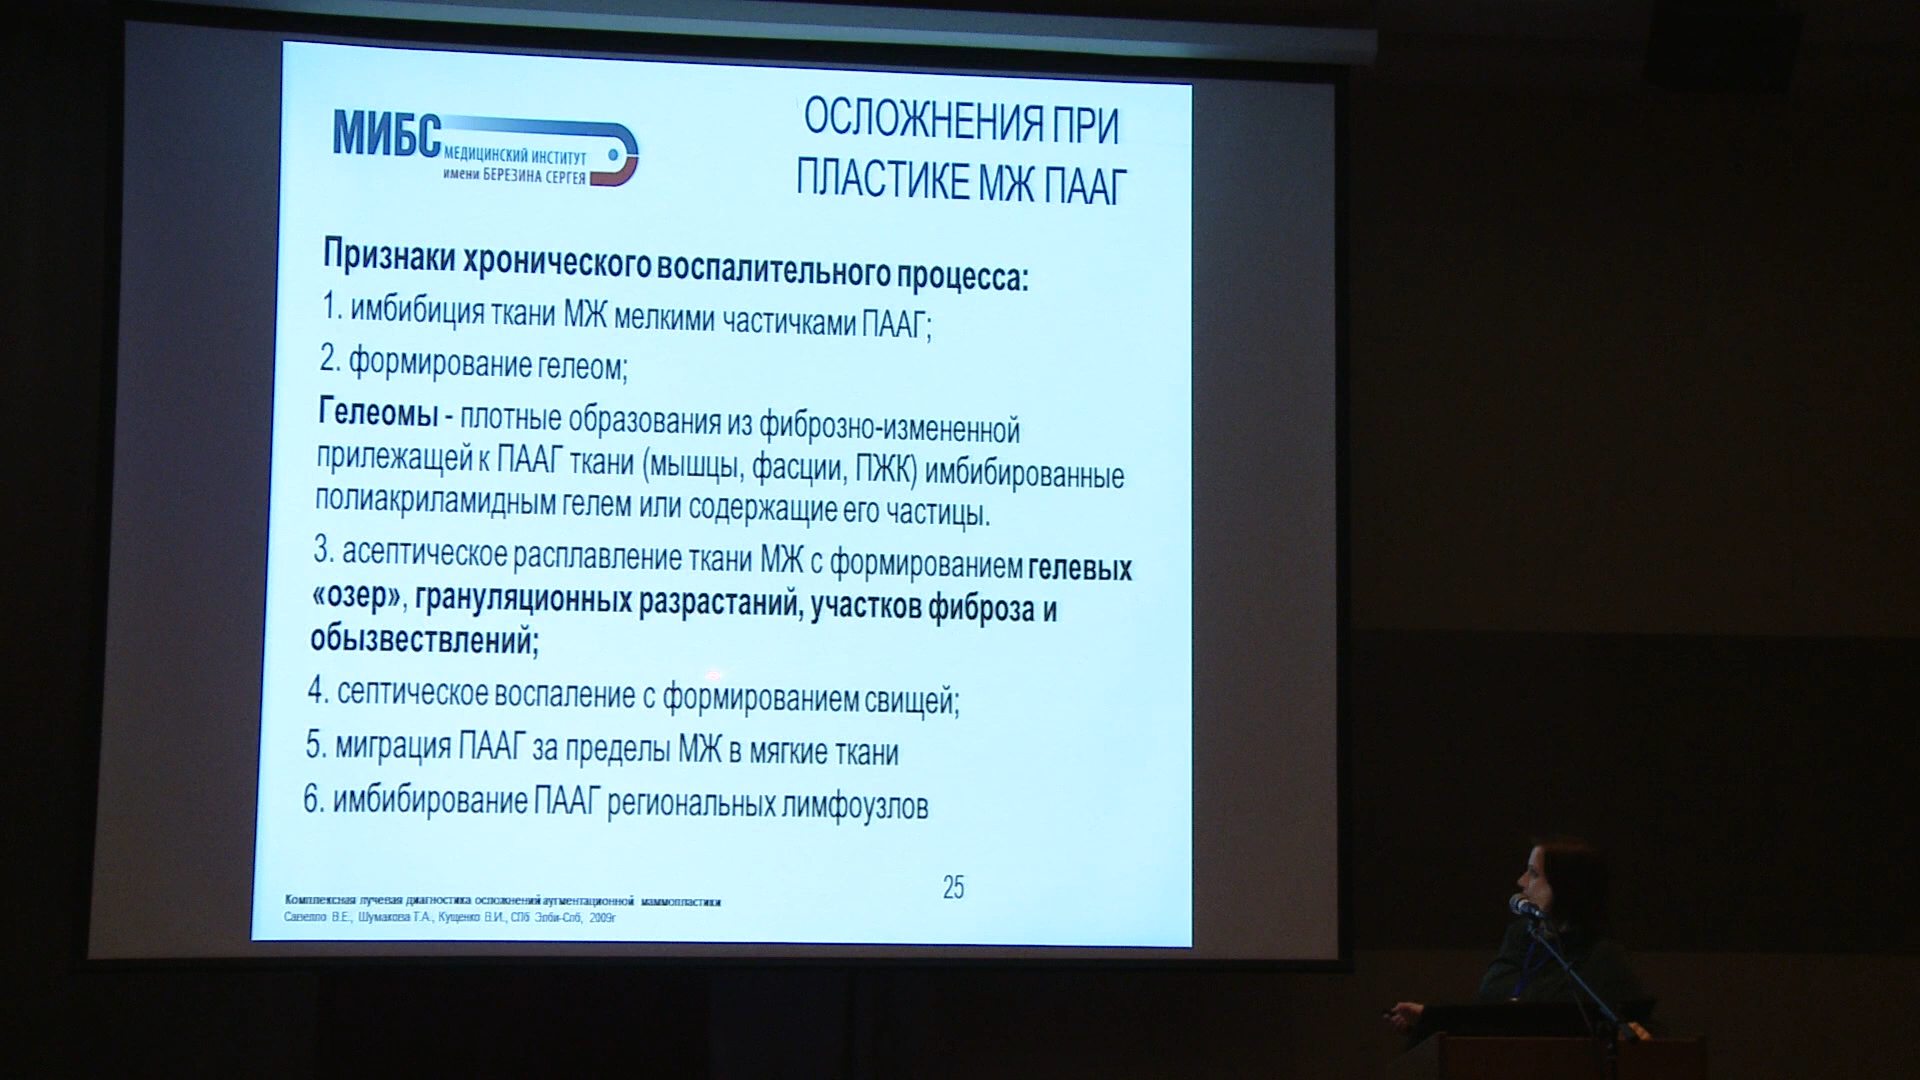 МИБС
МЕДИЦИНСКИЙ ИНСТИТУТ
имени БЕРЕЗИНА СЕРГЕЯ
ОСЛОЖНЕНИЯ ПРИ
ПЛАСТИКЕ МЖ ПААГ
Признаки хронического воспалительного процесса:
1. имбибиция ткани МЖ мелкими частичками ПААГ;
2. формирование гелеом;
Гелеомы - плотные образования из фиброзно-измененной
прилежащей к ПААГ ткани (мышцы, фасции, ПЖК) имбибированные
полиакриламидным гелем или содержащие его частицы.
3. асептическое расплавление ткани МЖ с формированием гелевых
«озер», грануляционных разрастаний, участков фиброза и
обызвествлений;
4. септическое воспаление с формированием свищей;
5. миграция ПААГ за пределы МЖ в мягкие ткани
6. имбибирование ПААГ региональных лимфоузлов
25
Комплексная лучевая диагностика осложнений аугментационной маммопластики
Савелло В.Е., Шумакова Т.А., Кущенко В.И., СПб Элби-Спб, 2009г